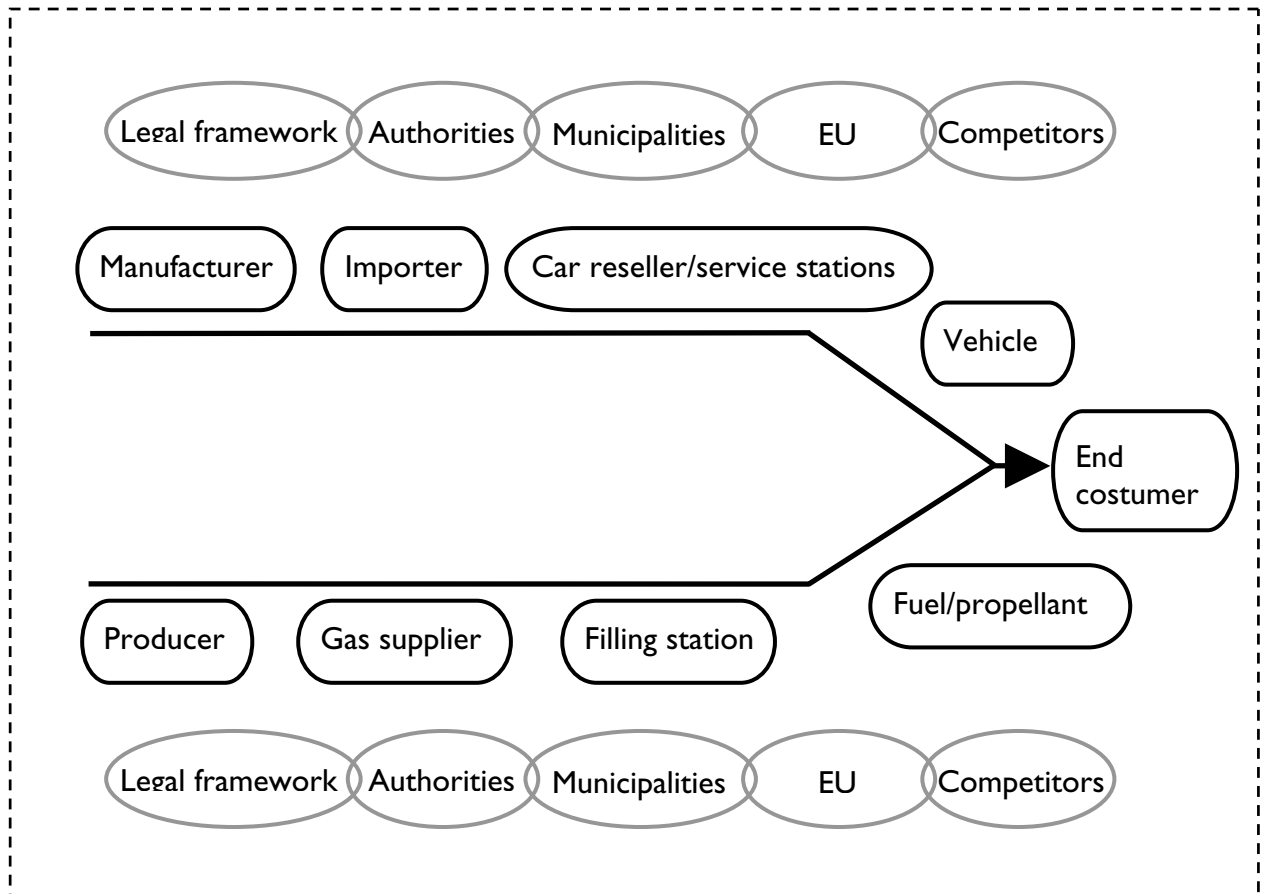 Legal framework Authorities Municipalities EU Competitors
Manufacturer Importer Car reseller/service stations
Vehicle
End
costumer
Fuel/propellant
Producer Gas supplier Filling station
Legal framework Authorities Municipalities EU Competitors